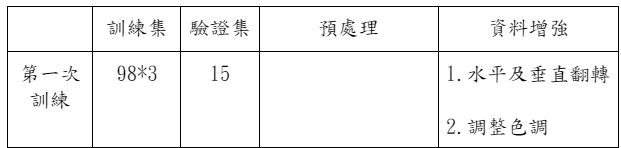 訓練集 驗證集 預處理 資料增強
第一次訓練 98*3 15 1.水平及垂直翻轉
2.調整色調